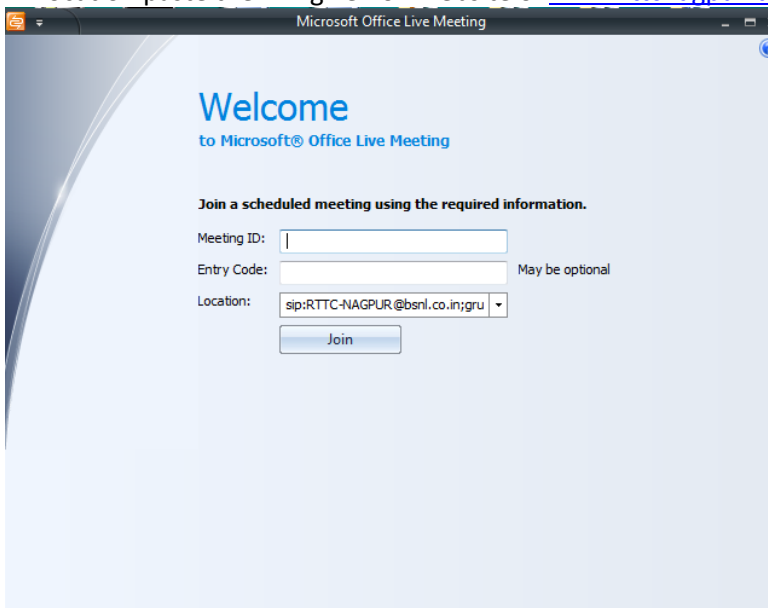 Microsoft Office Live Meeting
Welcome
to Microsoft® Office Live Meeting
Join a scheduled meeting using the required information.
Meeting ID:
Entry Code: May be optional
Location: sip:RTTC-NAGPUR@bsnl.co.in;gru
Join